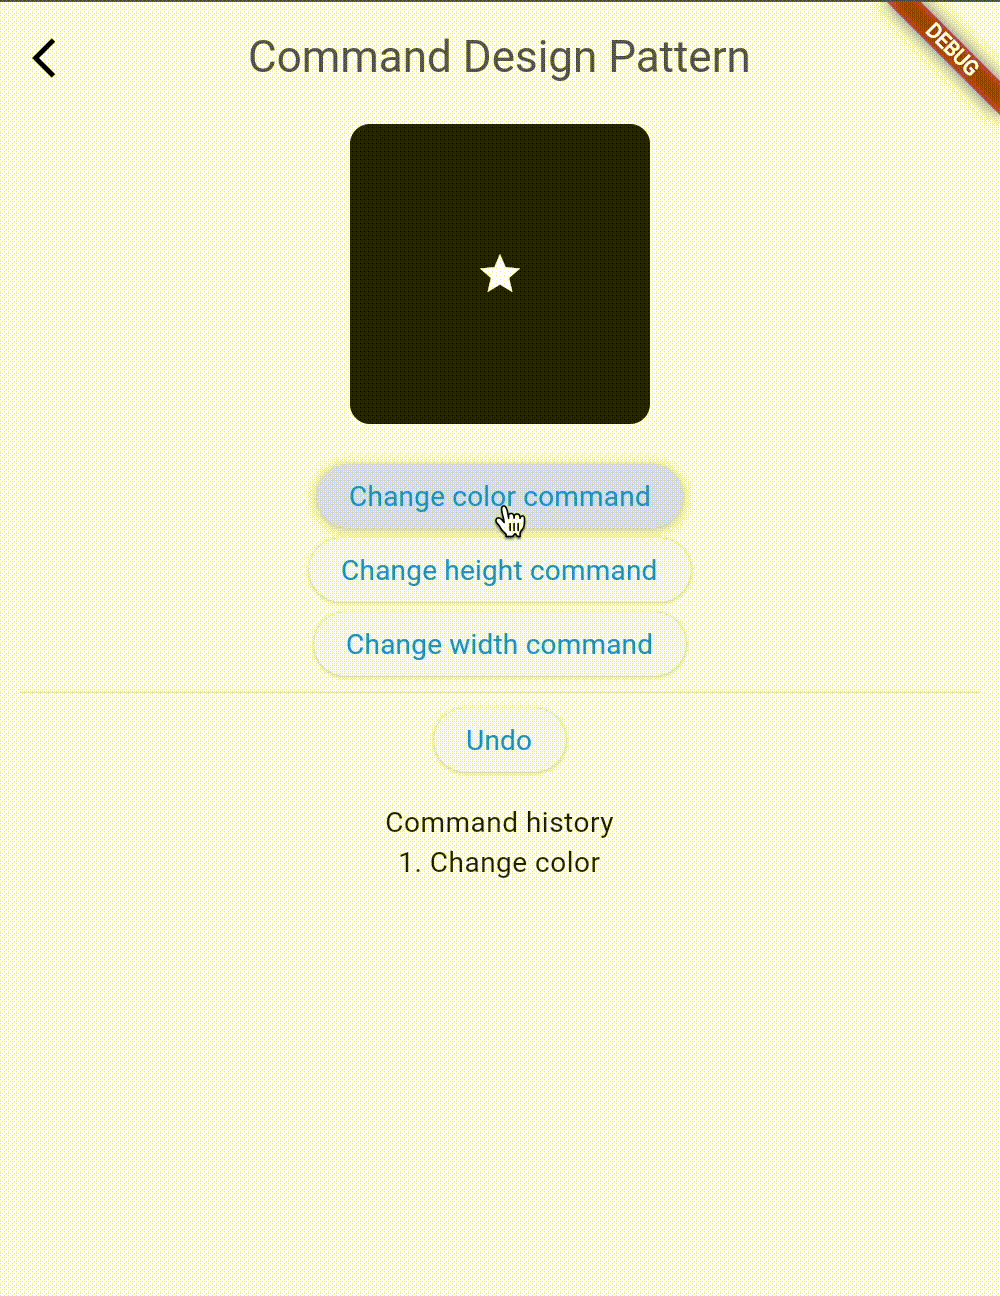 Command Design Pattern
DEBUG
Change color command
Change height command
Change width command
Undo
Command history
1. Change color